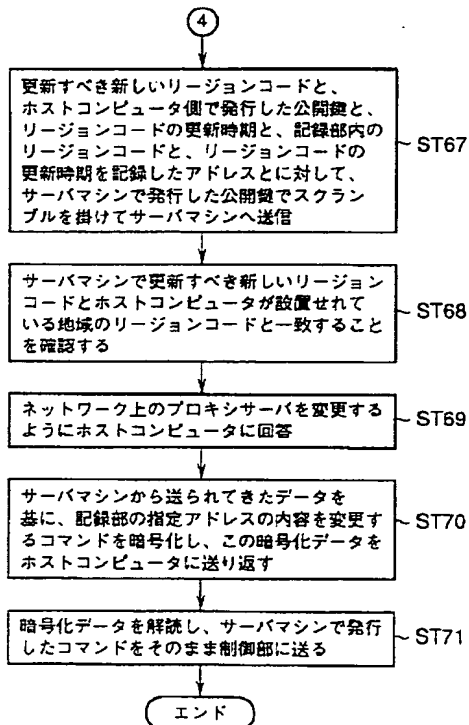 4
更新すべき新しいリージョンコードと、
ホストコンピュータ側で発行した公開鍵と、
リージョンコードの更新時期と、記録部内の
リージョンコードと、リージョンコードの
更新時期を記録したアドレスとに対して、
サーバマシンで発行した公開鍵でスクラン
ブルを掛けてサーバマシンへ送信
ST67
サーバマシンで更新すべき新しいリージョン
コードとホストコンピュータが設置せれて
いる地域のリージョンコードと一致すること
を確認する
ST68
ネットワーク上のプロキシサーバを変更する
ようにホストコンピュータに回答
ST69
サーバマシンから送られてきたデータを
基に、記録部の指定アドレスの内容を変更す
るコマンドを暗号化し、この暗号化データを
ホストコンピュータに送り返す
ST70
暗号化データを解読し、サーバマシンで発行
したコマンドをそのまま制御部に送る
ST71
エンド